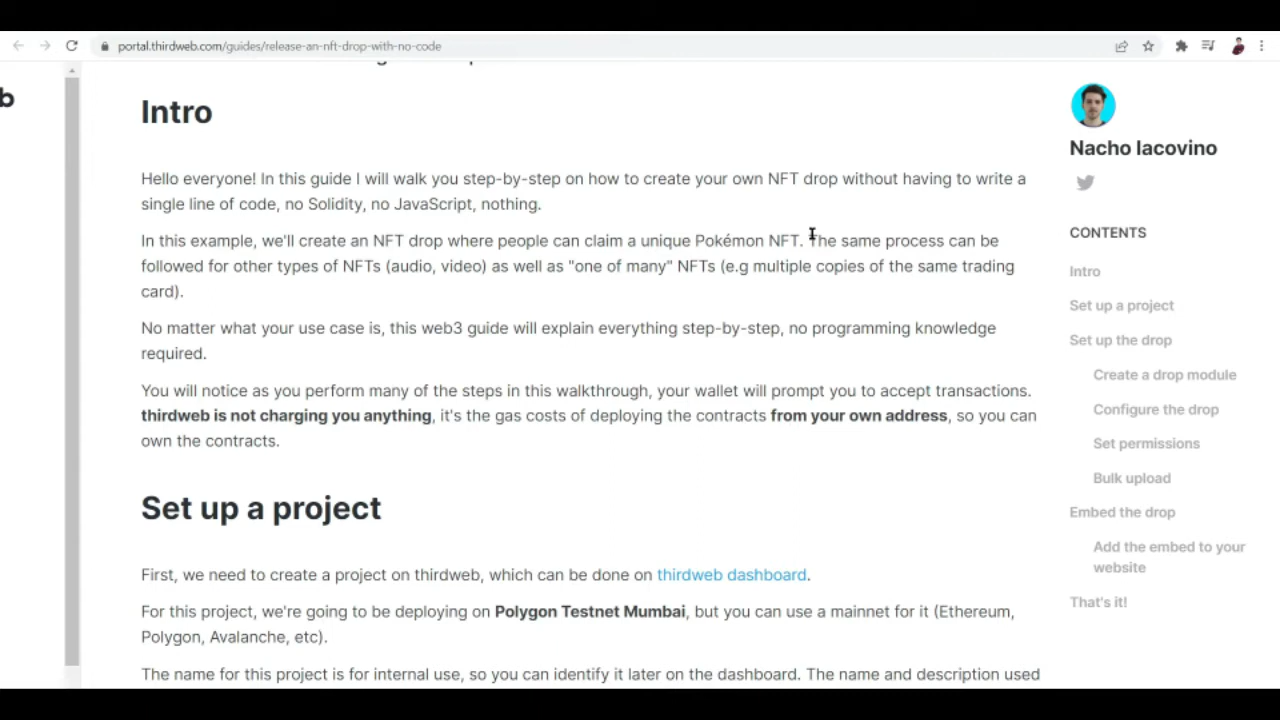 portal.thirdweb.com/guides/release-an-nft-drop-with-no-code
b
Intro
Hello everyone! In this guide I will walk you step-by-step on how to create your own NFT drop without having to write a
single line of code, no Solidity, no JavaScript, nothing.
In this example, we'll create an NFT drop where people can claim a unique Pokémon NFT. The same process can be
followed for other types of NFTs (audio, video) as well as "one of many" NFTs (e.g multiple copies of the same trading
card).
No matter what your use case is, this web3 guide will explain everything step-by-step, no programming knowledge
required.
You will notice as you perform many of the steps in this walkthrough, your wallet will prompt you to accept transactions.
thirdweb is not charging you anything, it's the gas costs of deploying the contracts from your own address, so you can
own the contracts.
Set up a project
First, we need to create a project on thirdweb, which can be done on thirdweb dashboard.
For this project, we're going to be deploying on Polygon Testnet Mumbai, but you can use a mainnet for it (Ethereum,
Polygon, Avalanche, etc).
The name for this project is for internal use, so you can identify it later on the dashboard. The name and description used
Nacho Iacovino
CONTENTS
Intro
Set up a project
Set up the drop
Create a drop module
Configure the drop
Set permissions
Bulk upload
Embed the drop
Add the embed to your
website
That's it!